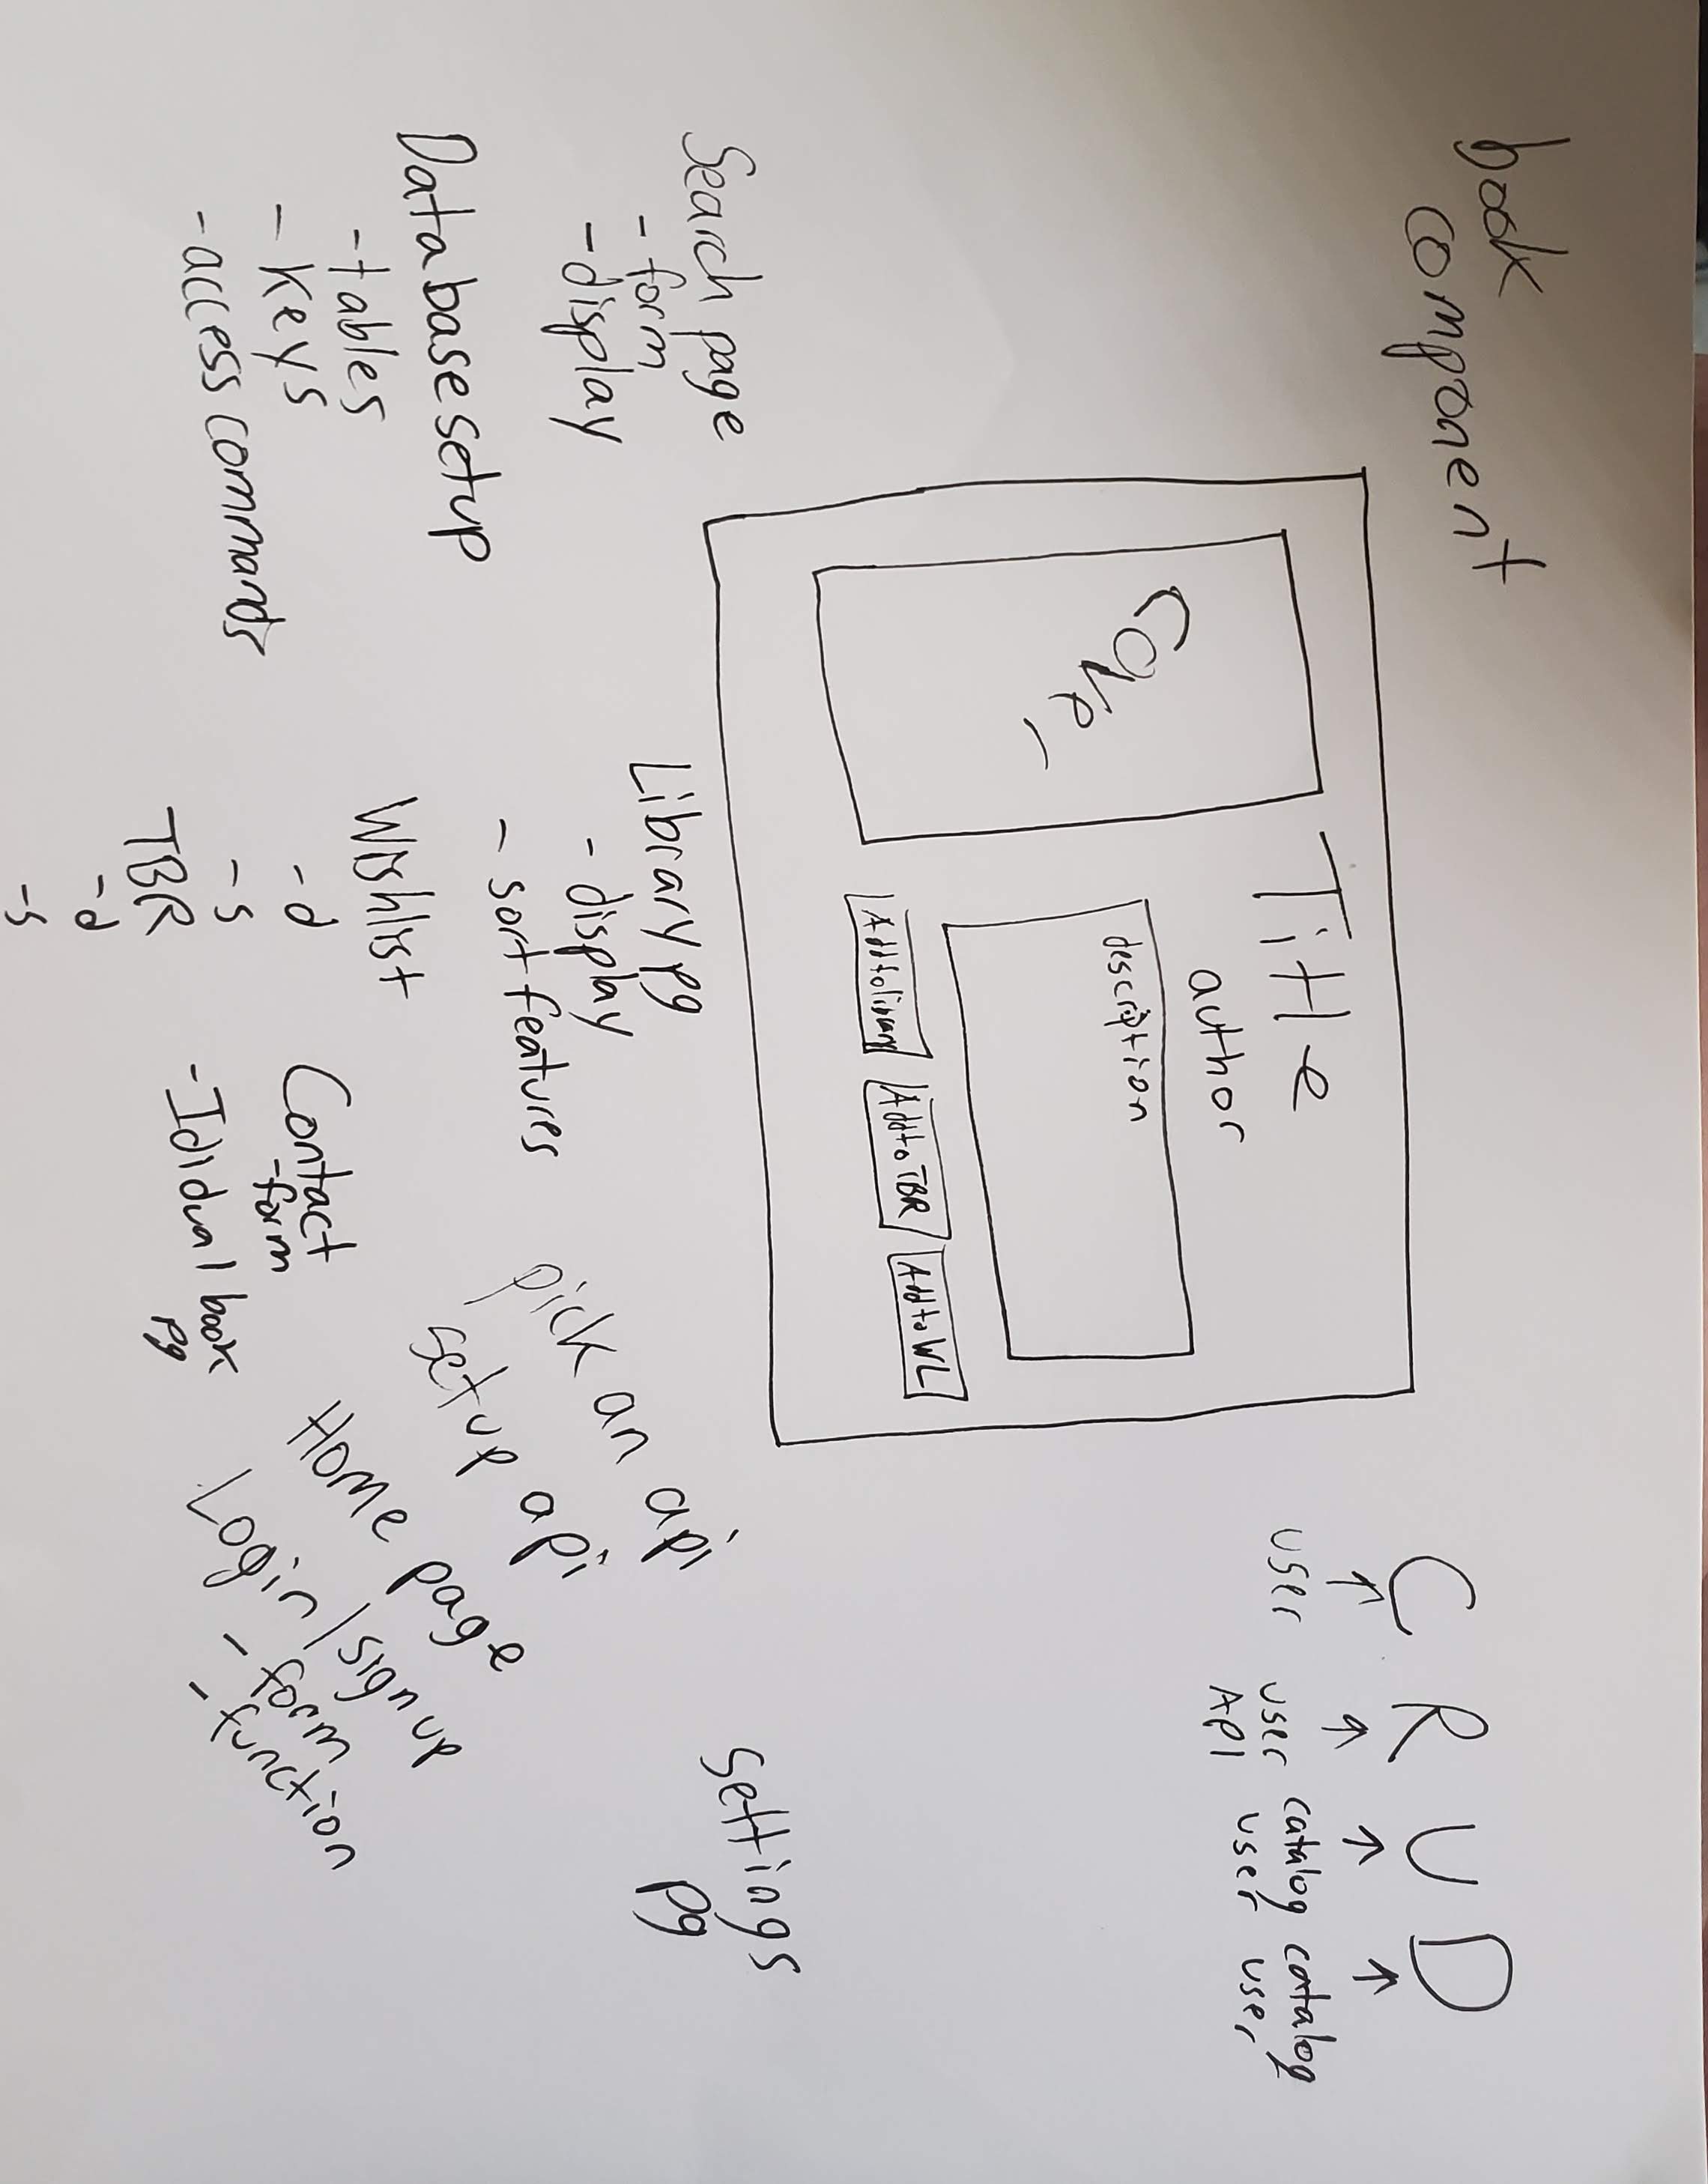 book
component
C R U D
↑ ↑ ↑ ↑
user
user
API
catalog
user
catalog
user
Title
author
Cover
description
Add to library
Add to TBR
Add to WL
Search page
- form
- display
Database setup
- tables
- keys
- access commands
Library pg
- display
- sort features
Wishlist
- d
- s
TBR
- d
- s
Contact
- form
- Ididual book
pg
pick an api
setup api
Home page
Login/signup
- format
- function
settings
pg